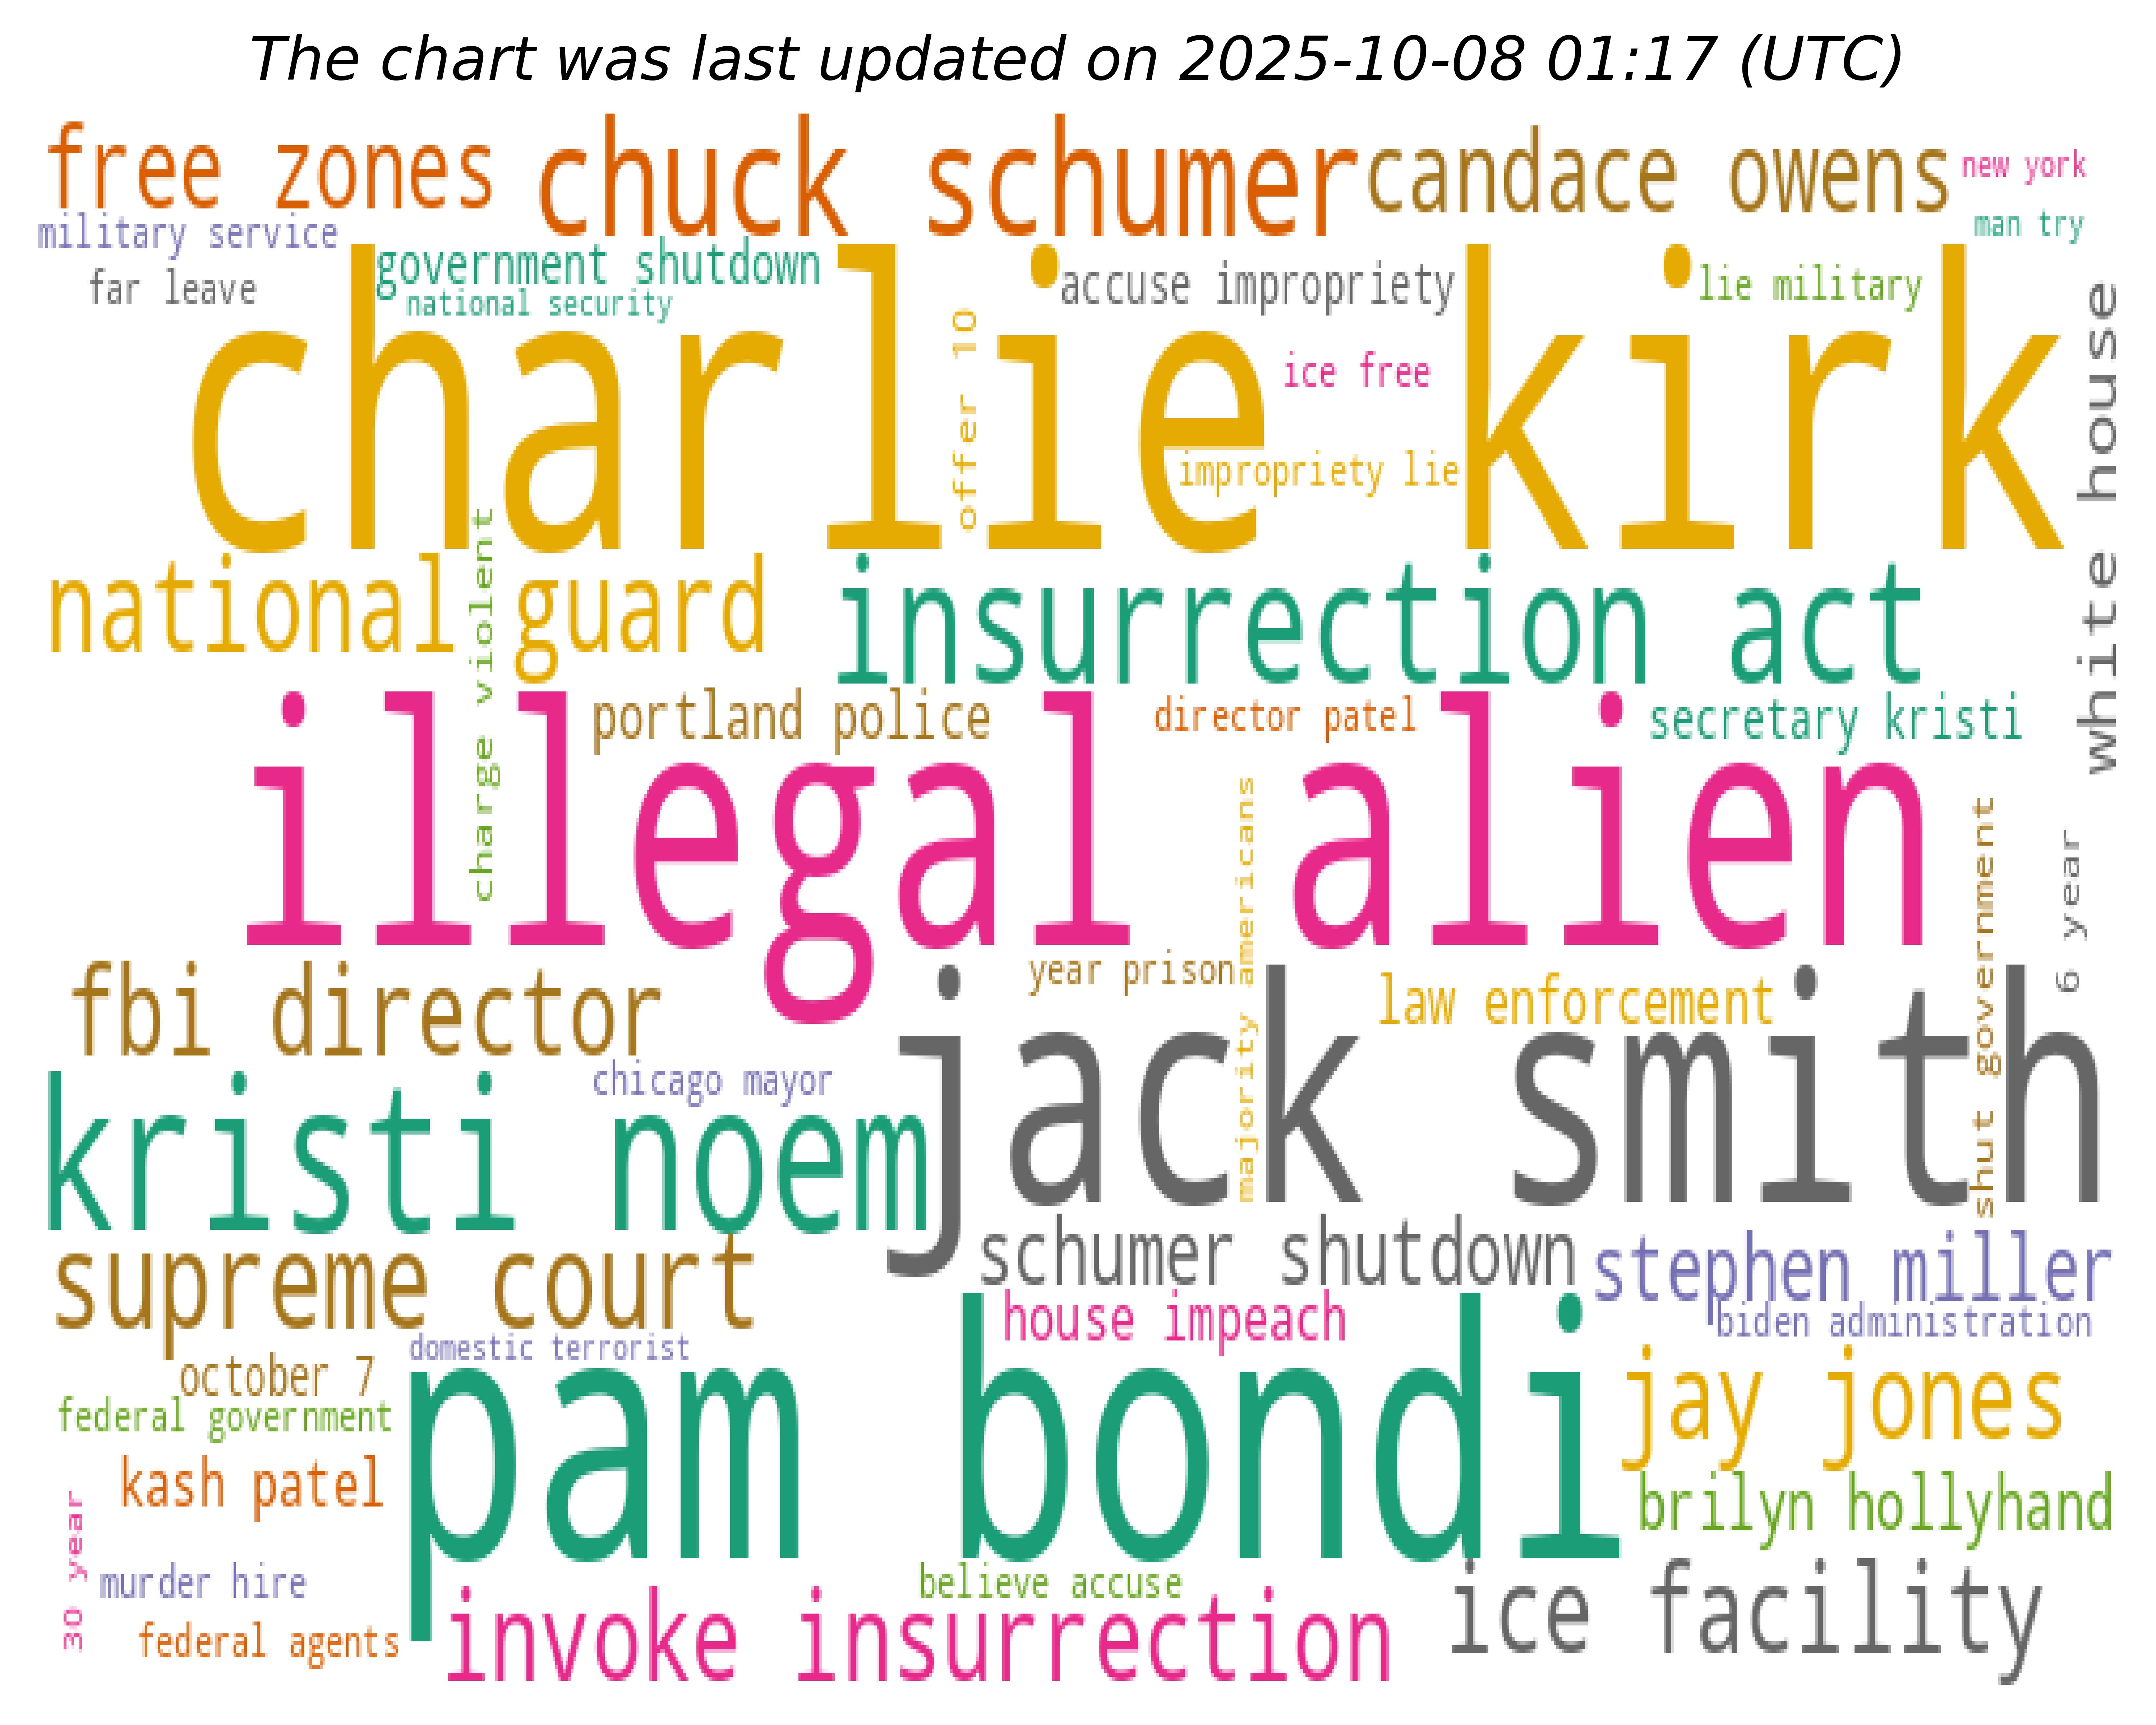 The chart was last updated on 2025-10-08 01:17 (UTC)
free zones
chuck schumer
candace owens
new york
military service
man try
government shutdown
far leave
national security
accuse impropriety
lie military
charlie kirk
offer 10
ice free
impropriety lie
white house
national guard
charge violent
insurrection act
portland police
director patel
secretary kristi
illegal alien
majority americans
shut government
6 year
fbi director
year prison
law enforcement
jack smith
chicago mayor
kristi noem
supreme court
schumer shutdown
stephen miller
house impeach
biden administration
domestic terrorist
october 7
pam bondi
jay jones
federal government
kash patel
brilyn hollyhand
30 year
murder hire
believe accuse
ice facility
federal agents
invoke insurrection